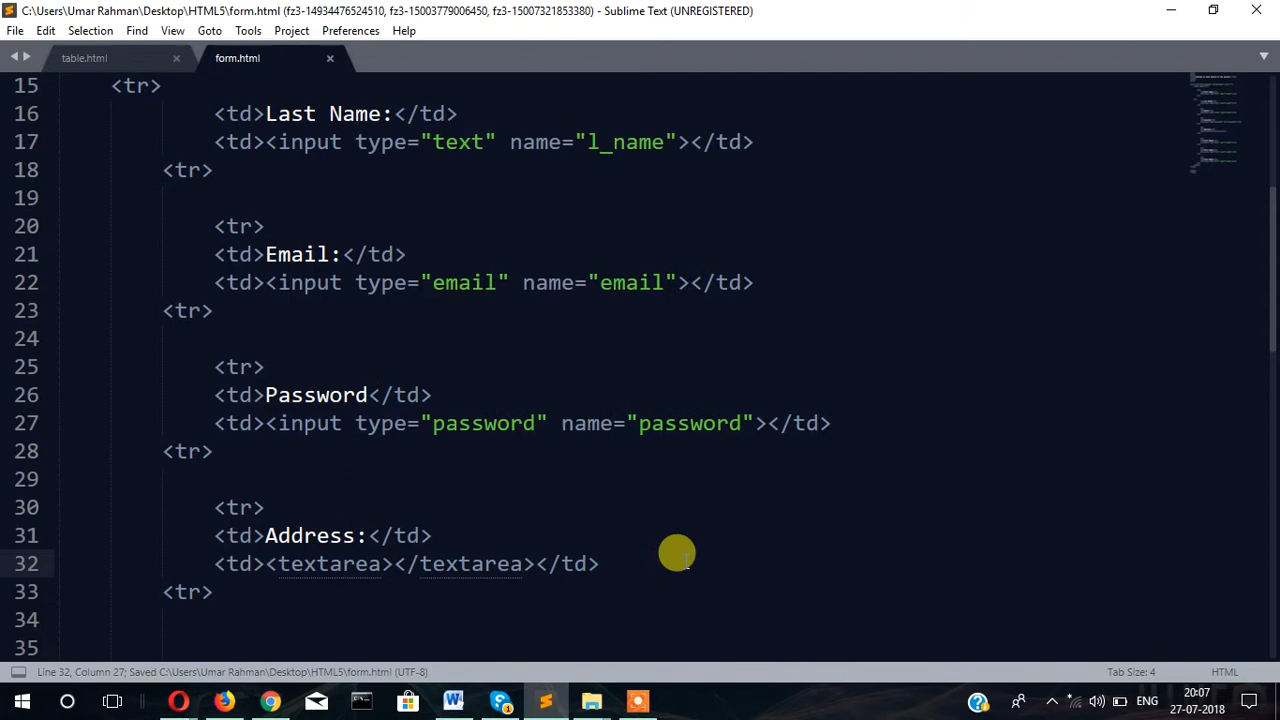 C:\Users\Umar Rahman\Desktop\HTML5\form.html (fz3-14934476524510, fz3-15003779006450, fz3-15007321853380) - Sublime Text (UNREGISTERED)
File Edit Selection Find View Goto Tools Project Preferences Help
table.html × form.html ×
15 <tr>
16 <td>Last Name:</td>
17 <td><input type="text" name="l_name"></td>
18 <tr>
19
20 <tr>
21 <td>Email:</td>
22 <td><input type="email" name="email"></td>
23 <tr>
24
25 <tr>
26 <td>Password</td>
27 <td><input type="password" name="password"></td>
28 <tr>
29
30 <tr>
31 <td>Address:</td>
32 <td><textarea></textarea></td>
33 <tr>
34
35
Line 32, Column 27; Saved C:\Users\Umar Rahman\Desktop\HTML5\form.html (UTF-8) Tab Size: 4 HTML
ENG 20:07
27-07-2018